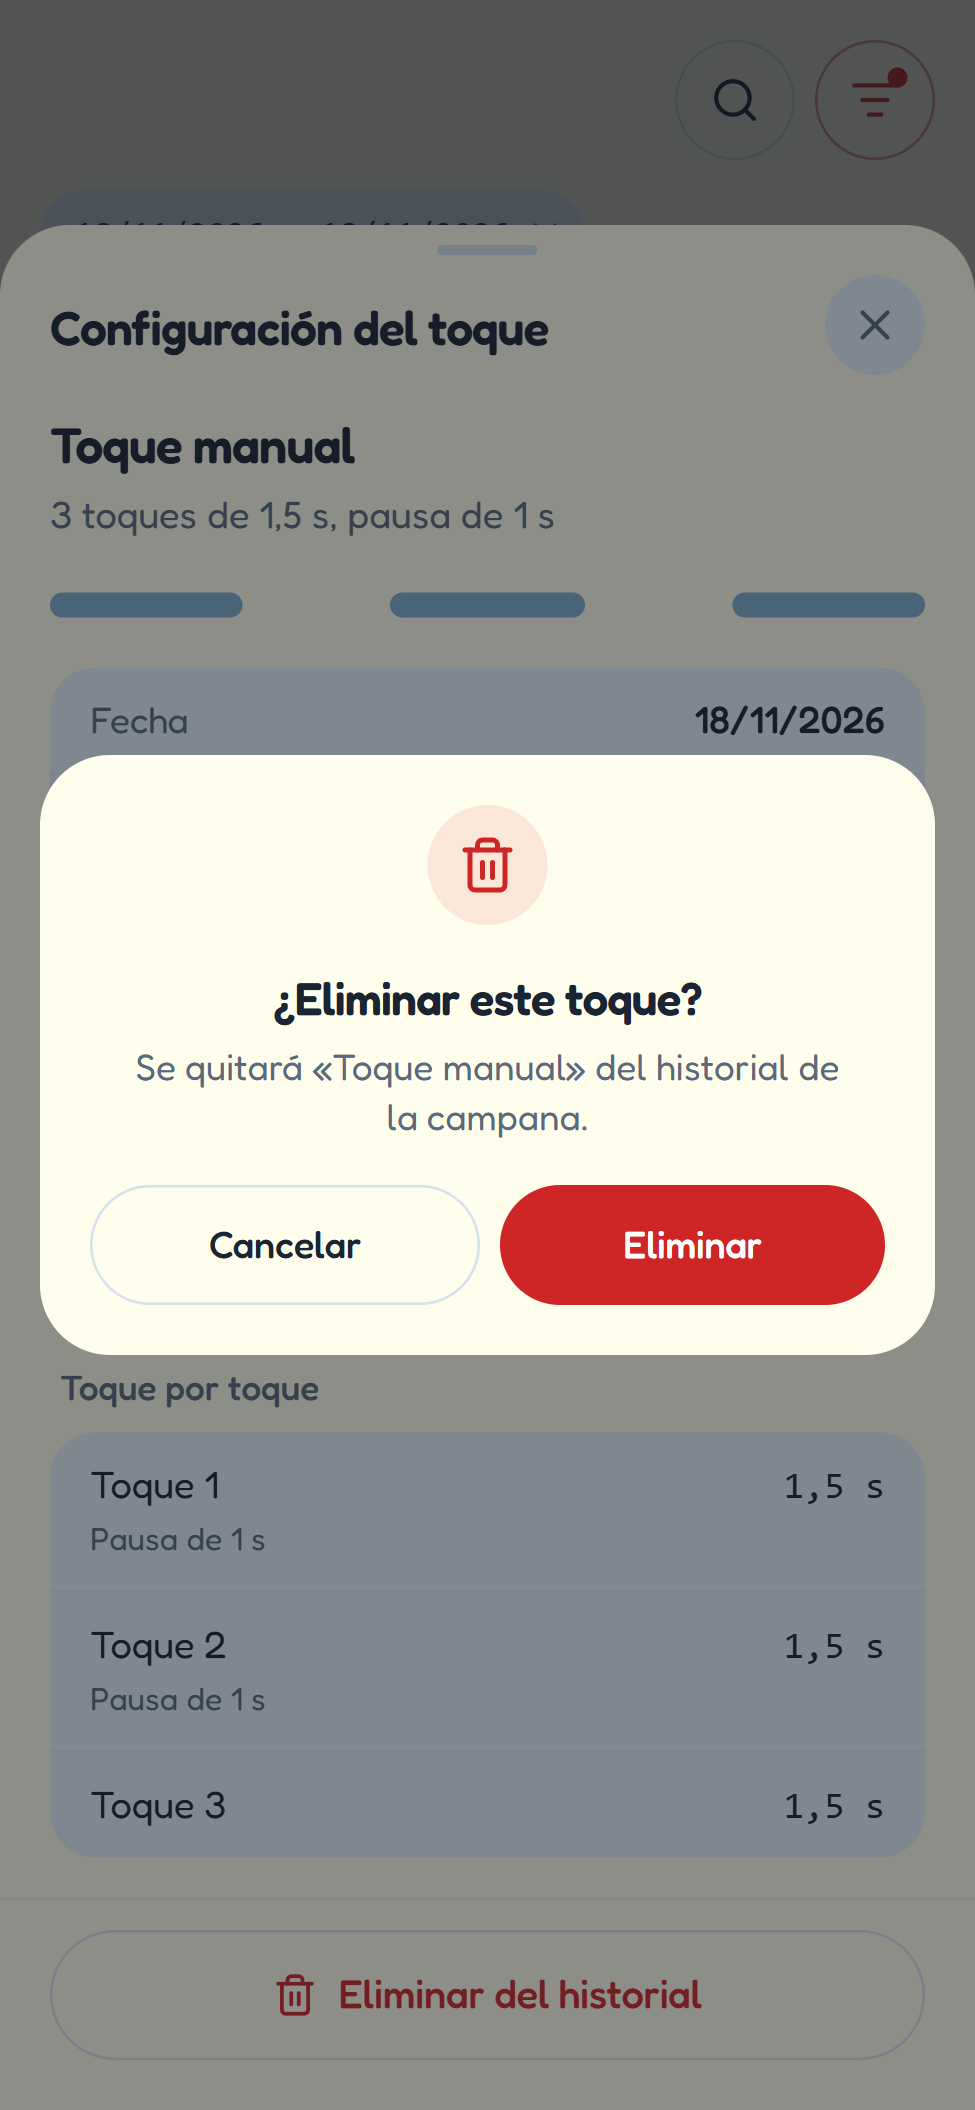 Configuración del toque
Toque manual
3 toques de 1,5 s, pausa de 1 s
Fecha
18/11/2026
¿Eliminar este toque?
Se quitará «Toque manual» del historial de
la campana.
Cancelar
Eliminar
Toque por toque
Toque 1
1,5 s
Pausa de 1 s
Toque 2
1,5 s
Pausa de 1 s
Toque 3
1,5 s
Eliminar del historial